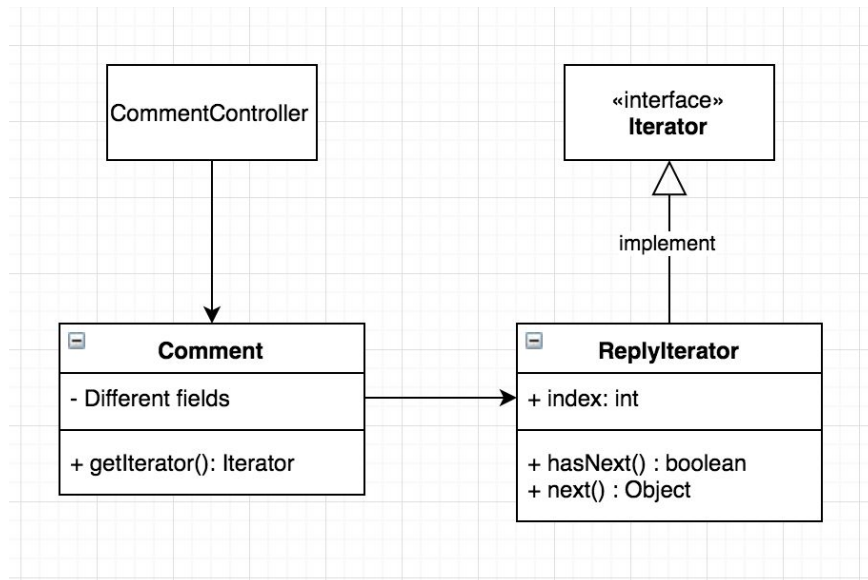 CommentController
«interface»
Iterator
implement
Comment
- Different fields
+ getIterator(): Iterator
ReplyIterator
+ index: int
+ hasNext() : boolean
+ next() : Object